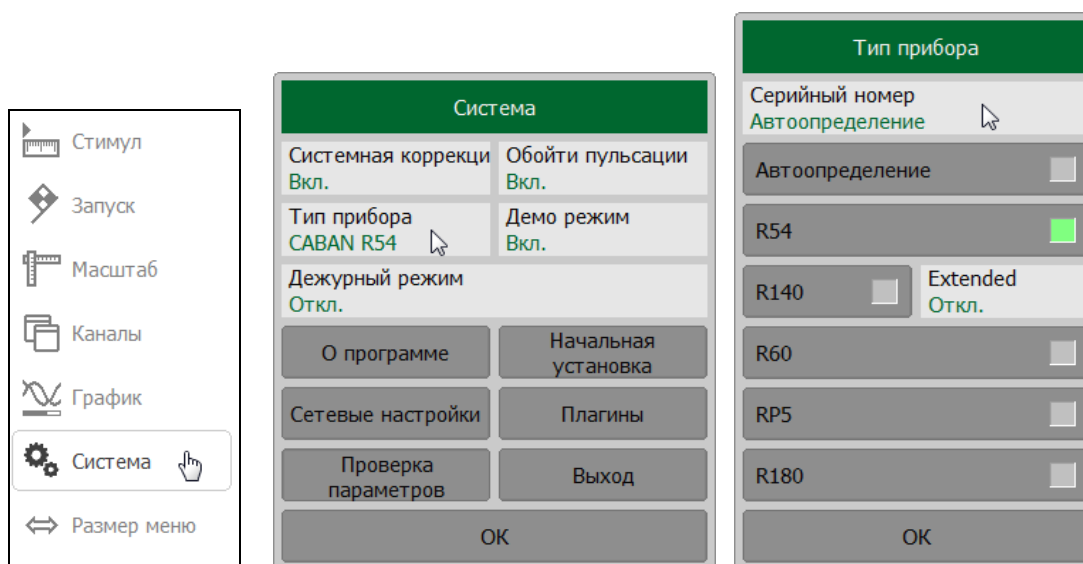 Стимул
Запуск
Масштаб
Каналы
График
Система
Размер меню
Система
Системная коррекци
Вкл.
Обойти пульсации
Вкл.
Тип прибора
CABAN R54
Демо режим
Вкл.
Дежурный режим
Откл.
О программе
Начальная
установка
Сетевые настройки
Плагины
Проверка
параметров
Выход
ОК
Тип прибора
Серийный номер
Автоопределение
Автоопределение
R54
R140
Extended
Откл.
R60
RP5
R180
ОК